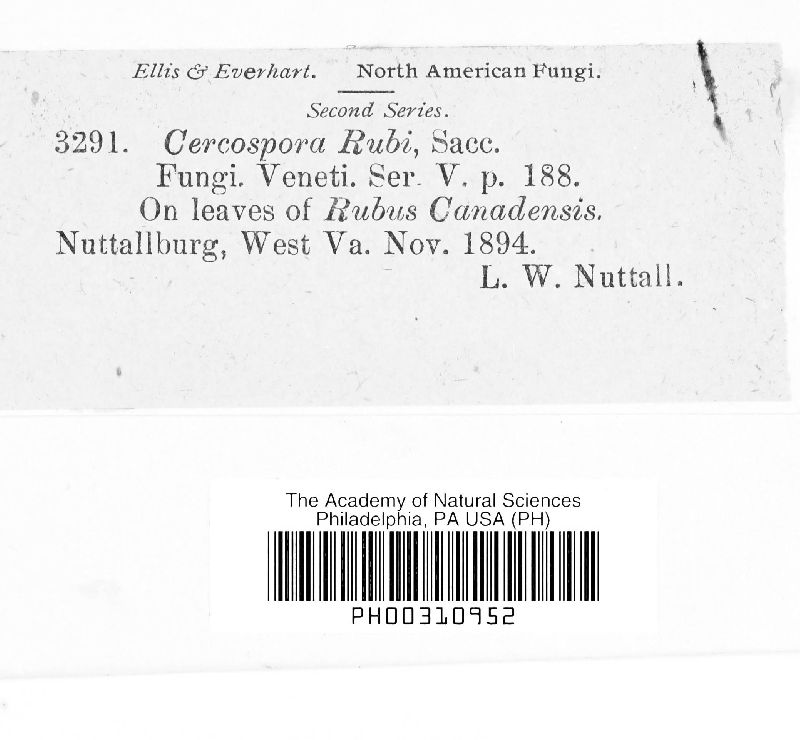 Ellis & Everhart. North American Fungi.
Second Series.
3291. Cercospora Rubi, Sacc.
Fungi. Veneti. Ser. V. p. 188.
On leaves of Rubus Canadensis.
Nuttallburg, West Va. Nov. 1894.
L. W. Nuttall.
The Academy of Natural Sciences
Philadelphia, PA USA (PH)
PH00310952